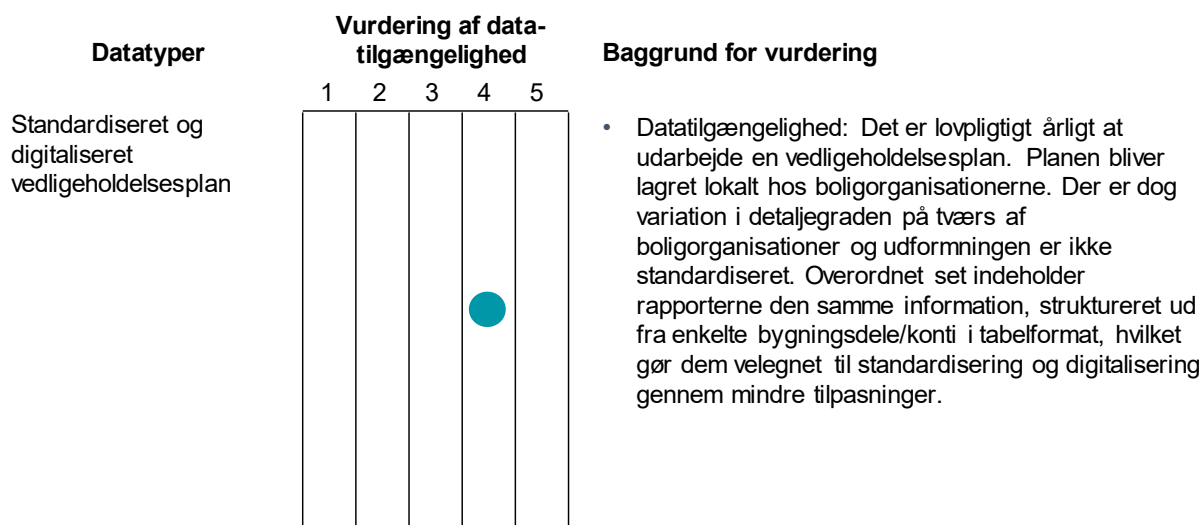 Datatyper
Vurdering af data-
tilgængelighed
Baggrund for vurdering
1 2 3 4 5
Standardiseret og
digitaliseret
vedligeholdelsesplan
• Datatilgængelighed: Det er lovpligtigt årligt at
udarbejde en vedligeholdelsesplan. Planen bliver
lagret lokalt hos boligorganisationerne. Der er dog
variation i detaljegraden på tværs af
boligorganisationer og udformningen er ikke
standardiseret. Overordnet set indeholder
rapporterne den samme information, struktureret ud
fra enkelte bygningsdele/konti i tabelformat, hvilket
gør dem velegnet til standardisering og digitalisering
gennem mindre tilpasninger.